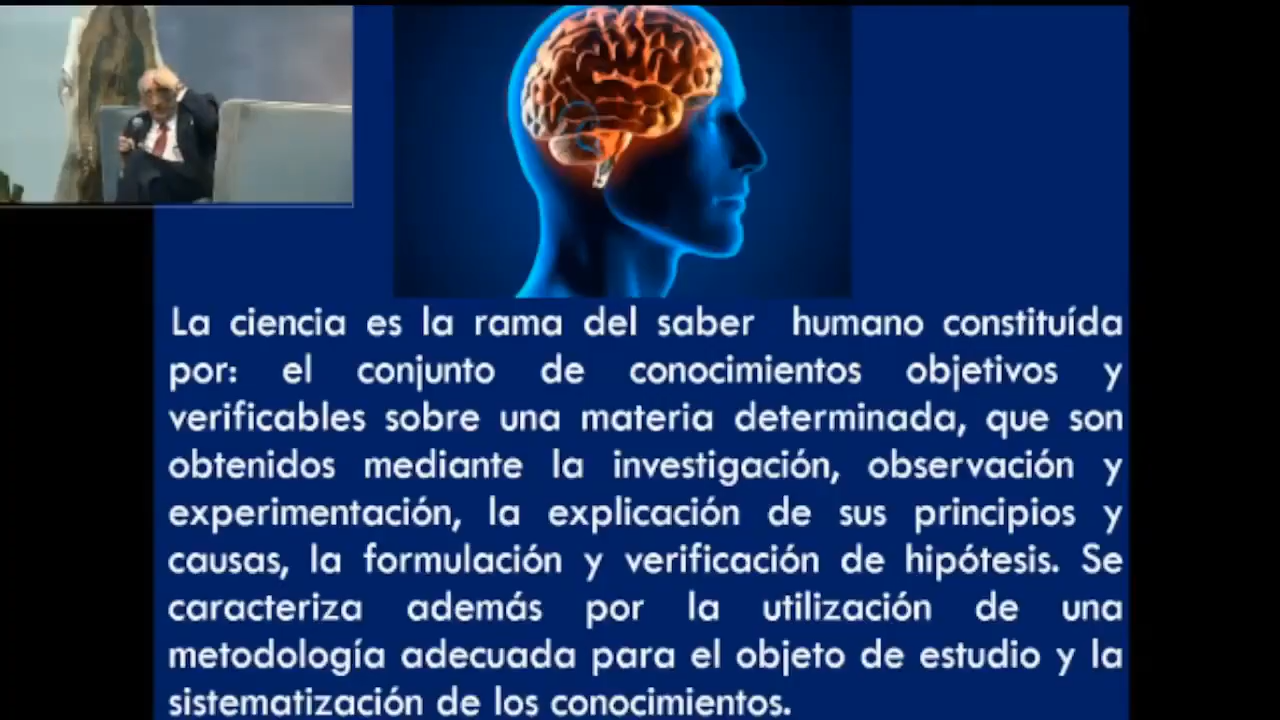 La ciencia es la rama del saber humano constituída
por: el conjunto de conocimientos objetivos y
verificables sobre una materia determinada, que son
obtenidos mediante la investigación, observación y
experimentación, la explicación de sus principios y
causas, la formulación y verificación de hipótesis. Se
caracteriza además por la utilización de una
metodología adecuada para el objeto de estudio y la
sistematización de los conocimientos.